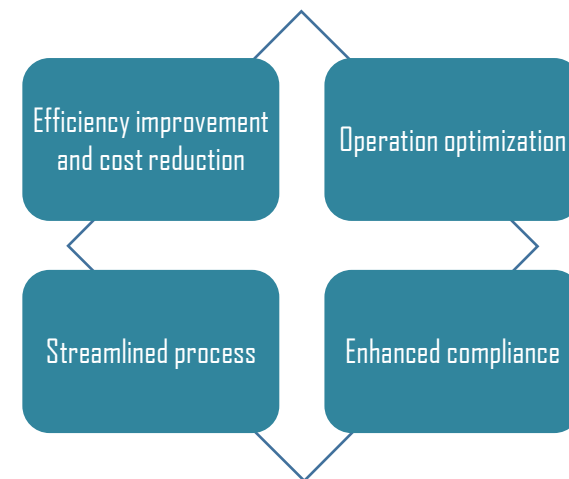 Efficiency improvement
and cost reduction
Operation optimization
Streamlined process
Enhanced compliance